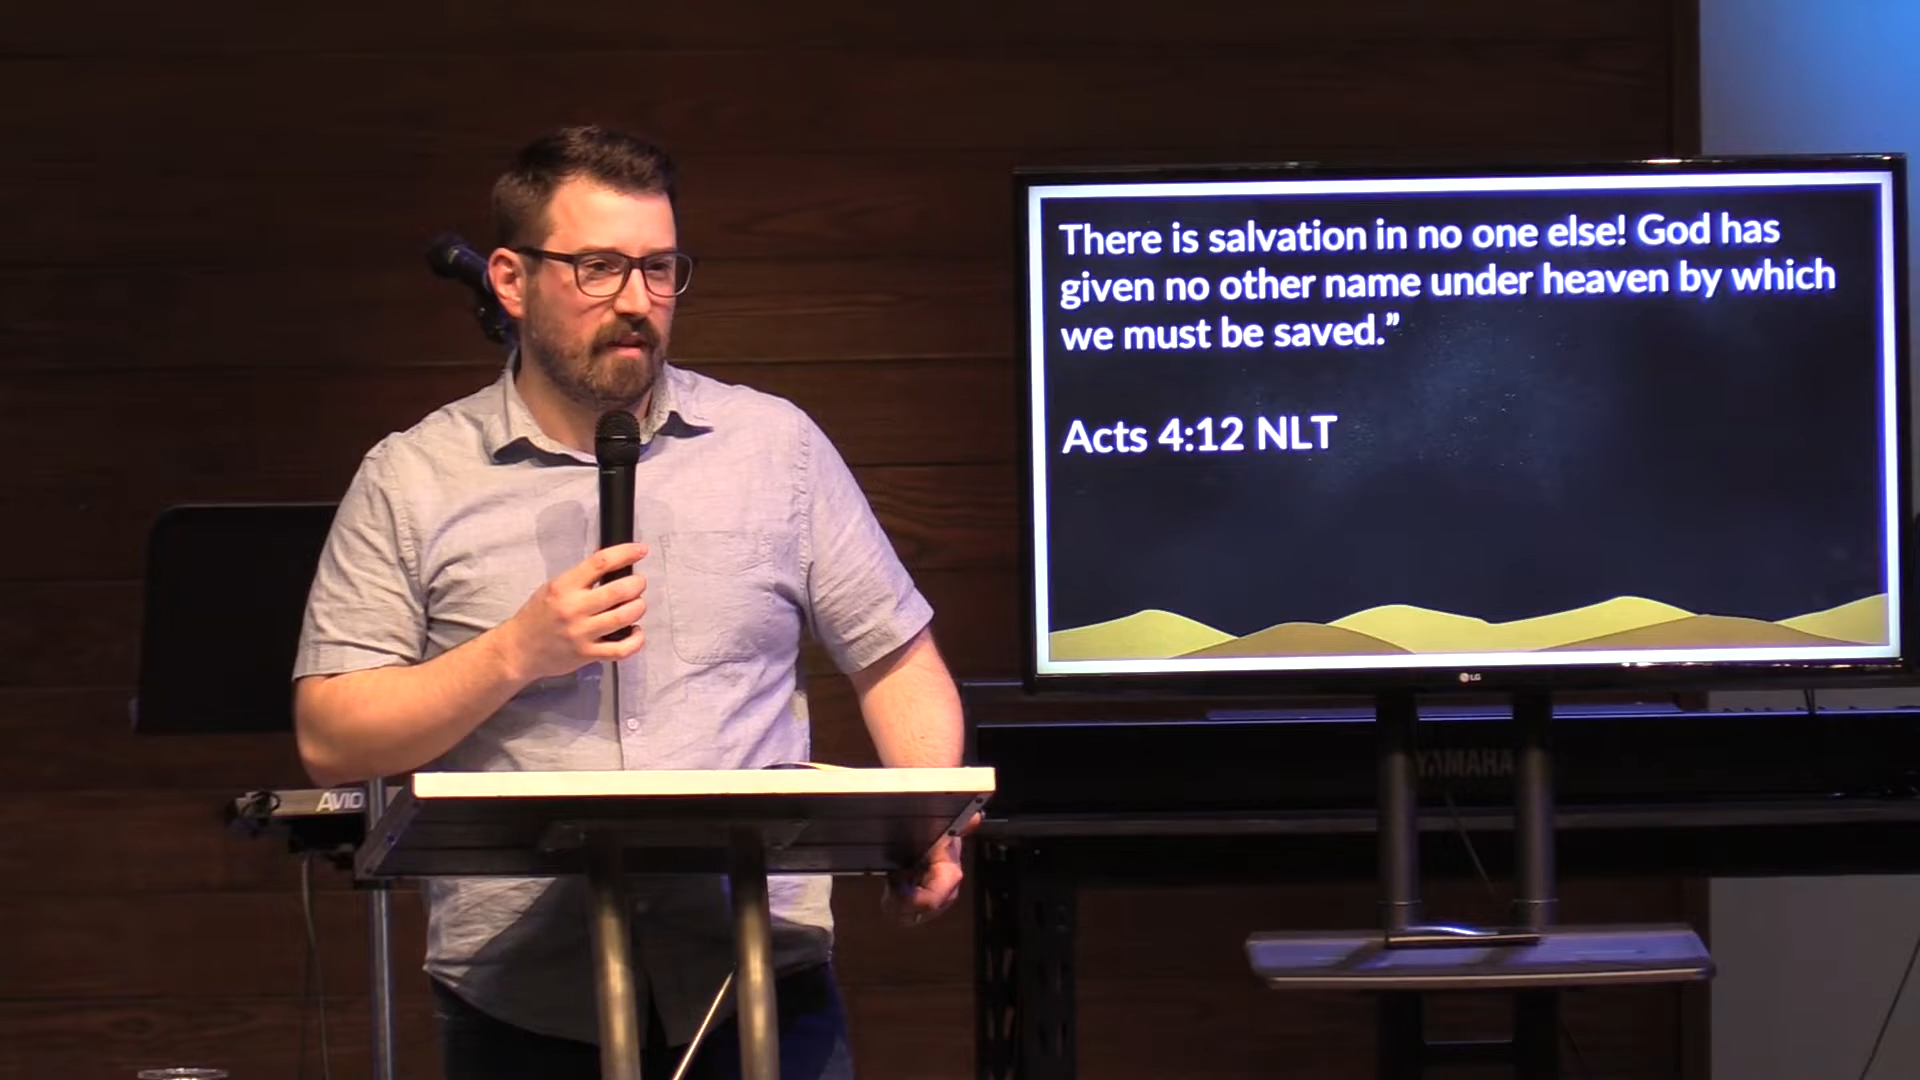 There is salvation in no one else! God has
given no other name under heaven by which
we must be saved.”
Acts 4:12 NLT
LG
YAMAHA
AVIO